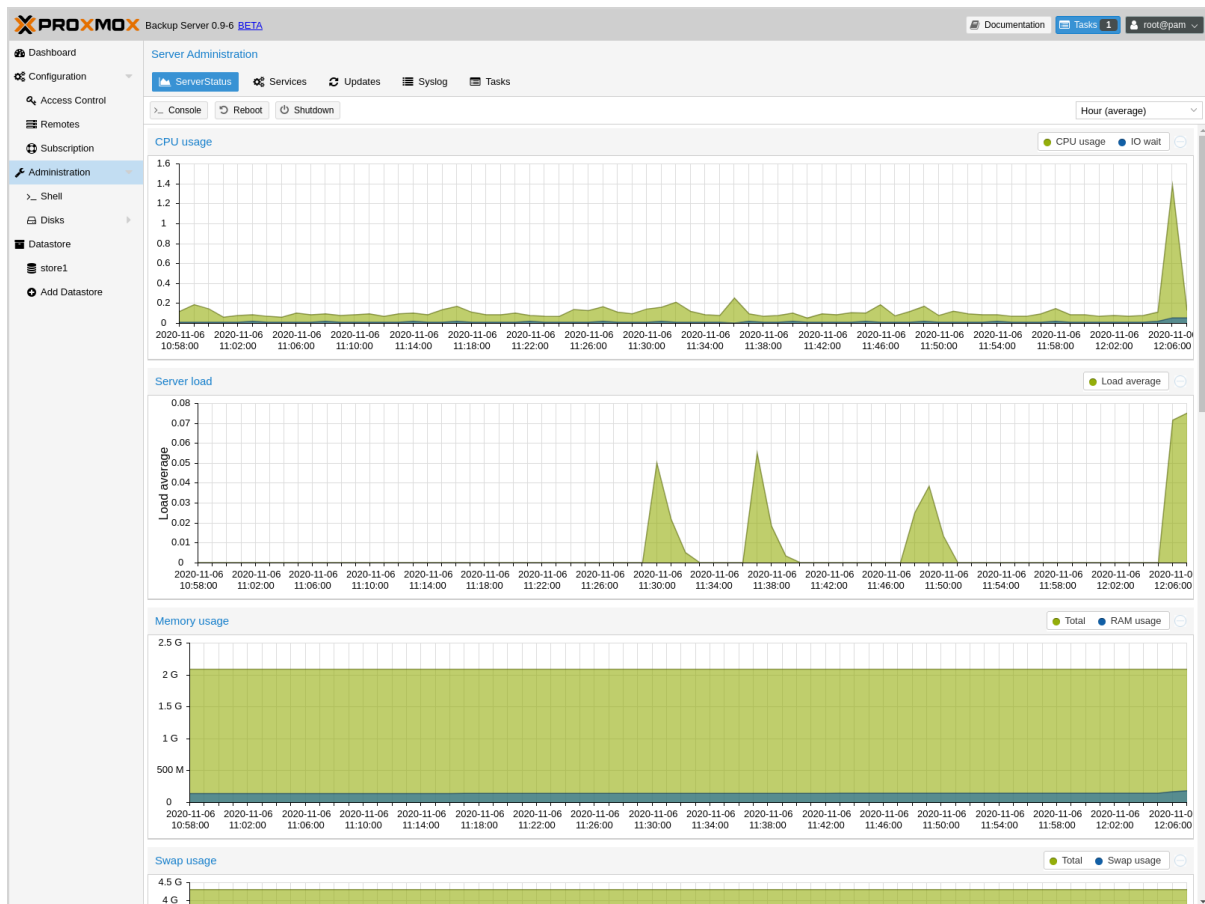 PROXMOX Backup Server 0.9-6 BETA
Documentation
Tasks 1
root@pam
Dashboard
Configuration
Access Control
Remotes
Subscription
Administration
>_ Shell
Disks
Datastore
store1
Add Datastore
Server Administration
ServerStatus Services Updates Syslog Tasks
>_ Console Reboot Shutdown
Hour (average)
CPU usage
CPU usage IO wait
1.6
1.4
1.2
1
0.8
0.6
0.4
0.2
0
2020-11-06 2020-11-06 2020-11-06 2020-11-06 2020-11-06 2020-11-06 2020-11-06 2020-11-06 2020-11-06 2020-11-06 2020-11-06 2020-11-06 2020-11-06 2020-11-06 2020-11-06 2020-11-06 2020-11-06 2020-11-0
10:58:00 11:02:00 11:06:00 11:10:00 11:14:00 11:18:00 11:22:00 11:26:00 11:30:00 11:34:00 11:38:00 11:42:00 11:46:00 11:50:00 11:54:00 11:58:00 12:02:00 12:06:00
Server load
Load average
Load average
0.08
0.07
0.06
0.05
0.04
0.03
0.02
0.01
0
2020-11-06 2020-11-06 2020-11-06 2020-11-06 2020-11-06 2020-11-06 2020-11-06 2020-11-06 2020-11-06 2020-11-06 2020-11-06 2020-11-06 2020-11-06 2020-11-06 2020-11-06 2020-11-06 2020-11-06 2020-11-0
10:58:00 11:02:00 11:06:00 11:10:00 11:14:00 11:18:00 11:22:00 11:26:00 11:30:00 11:34:00 11:38:00 11:42:00 11:46:00 11:50:00 11:54:00 11:58:00 12:02:00 12:06:00
Memory usage
Total RAM usage
2.5 G
2 G
1.5 G
1 G
500 M
0
2020-11-06 2020-11-06 2020-11-06 2020-11-06 2020-11-06 2020-11-06 2020-11-06 2020-11-06 2020-11-06 2020-11-06 2020-11-06 2020-11-06 2020-11-06 2020-11-06 2020-11-06 2020-11-06 2020-11-06 2020-11-0
10:58:00 11:02:00 11:06:00 11:10:00 11:14:00 11:18:00 11:22:00 11:26:00 11:30:00 11:34:00 11:38:00 11:42:00 11:46:00 11:50:00 11:54:00 11:58:00 12:02:00 12:06:00
Swap usage
Total Swap usage
4.5 G
4 G